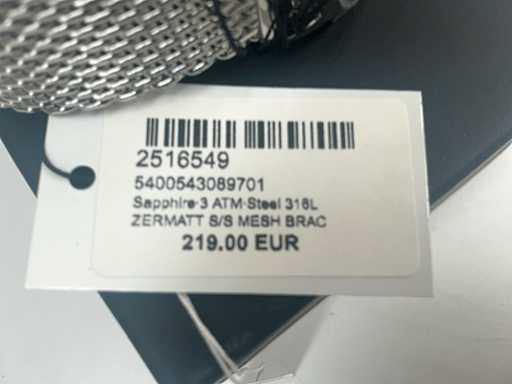 2516549
5400543089701
Sapphire·3 ATM·Steel 316L
ZERMATT S/S MESH BRAC
219.00 EUR